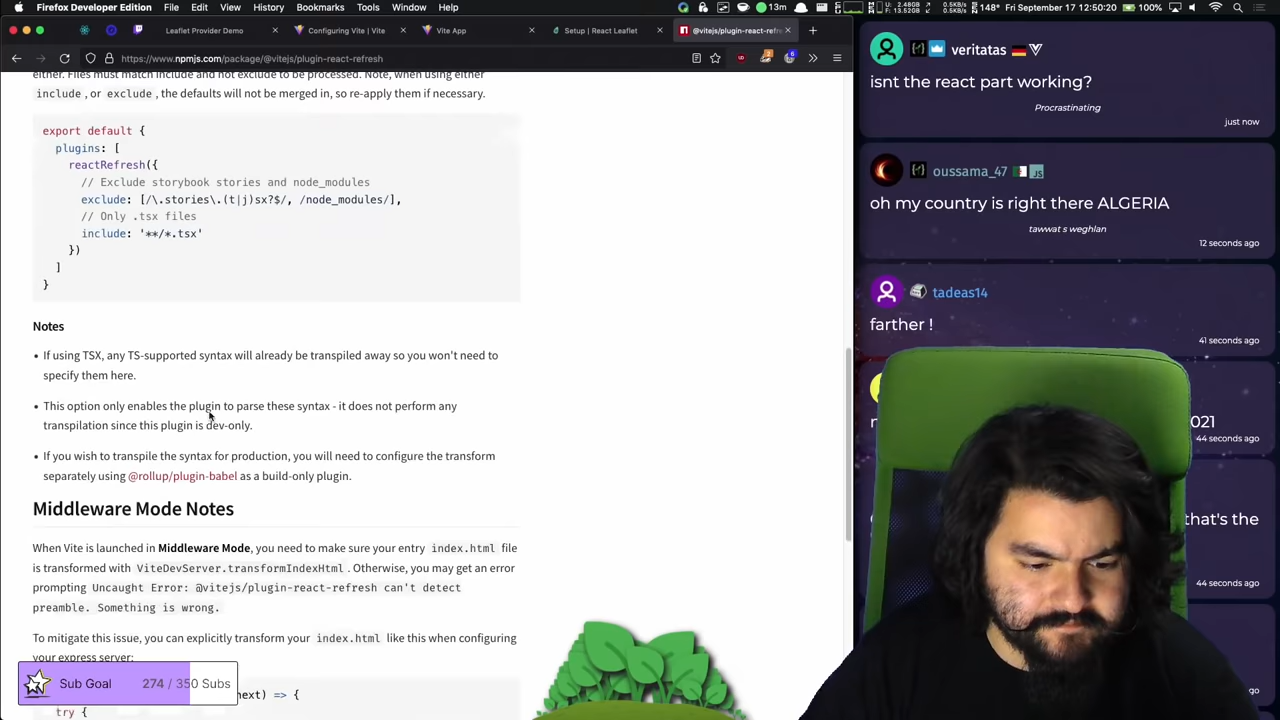 Firefox Developer Edition File Edit View History Bookmarks Tools Window Help
13m 148° Fri September 17 12:50:20 100%
Leaflet Provider Demo
Configuring Vite | Vite
Vite App
Setup | React Leaflet
@vitejs/plugin-react-refr
https://www.npmjs.com/package/@vitejs/plugin-react-refresh
either. Files must match include and not exclude to be processed. Note, when using either
include, or exclude, the defaults will not be merged in, so re-apply them if necessary.
export default {
plugins: [
reactRefresh({
// Exclude storybook stories and node_modules
exclude: [/\.stories\.(t|j)sx?$/, /node_modules/],
// Only .tsx files
include: '**/*.tsx'
})
]
}
Notes
• If using TSX, any TS-supported syntax will already be transpiled away so you won't need to
specify them here.
• This option only enables the plugin to parse these syntax - it does not perform any
transpilation since this plugin is dev-only.
• If you wish to transpile the syntax for production, you will need to configure the transform
separately using @rollup/plugin-babel as a build-only plugin.
Middleware Mode Notes
When Vite is launched in Middleware Mode, you need to make sure your entry index.html file
is transformed with ViteDevServer.transformIndexHtml. Otherwise, you may get an error
prompting Uncaught Error: @vitejs/plugin-react-refresh can't detect
preamble. Something is wrong.
To mitigate this issue, you can explicitly transform your index.html like this when configuring
your express server:
next) => {
try {
Sub Goal 274 / 350 Subs
veritatas
isnt the react part working?
Procrastinating
just now
oussama_47
oh my country is right there ALGERIA
tawwat s weghlan
12 seconds ago
tadeas14
farther !
41 seconds ago
021
44 seconds ago
that's the
44 seconds ago